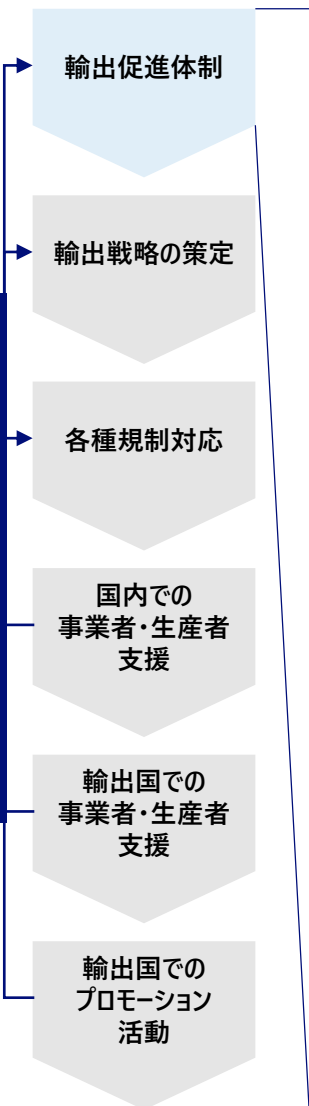 輸出促進体制
輸出戦略の策定
各種規制対応
国内での
事業者・生産者
支援
輸出国での
事業者・生産者
支援
輸出国での
プロモーション
活動